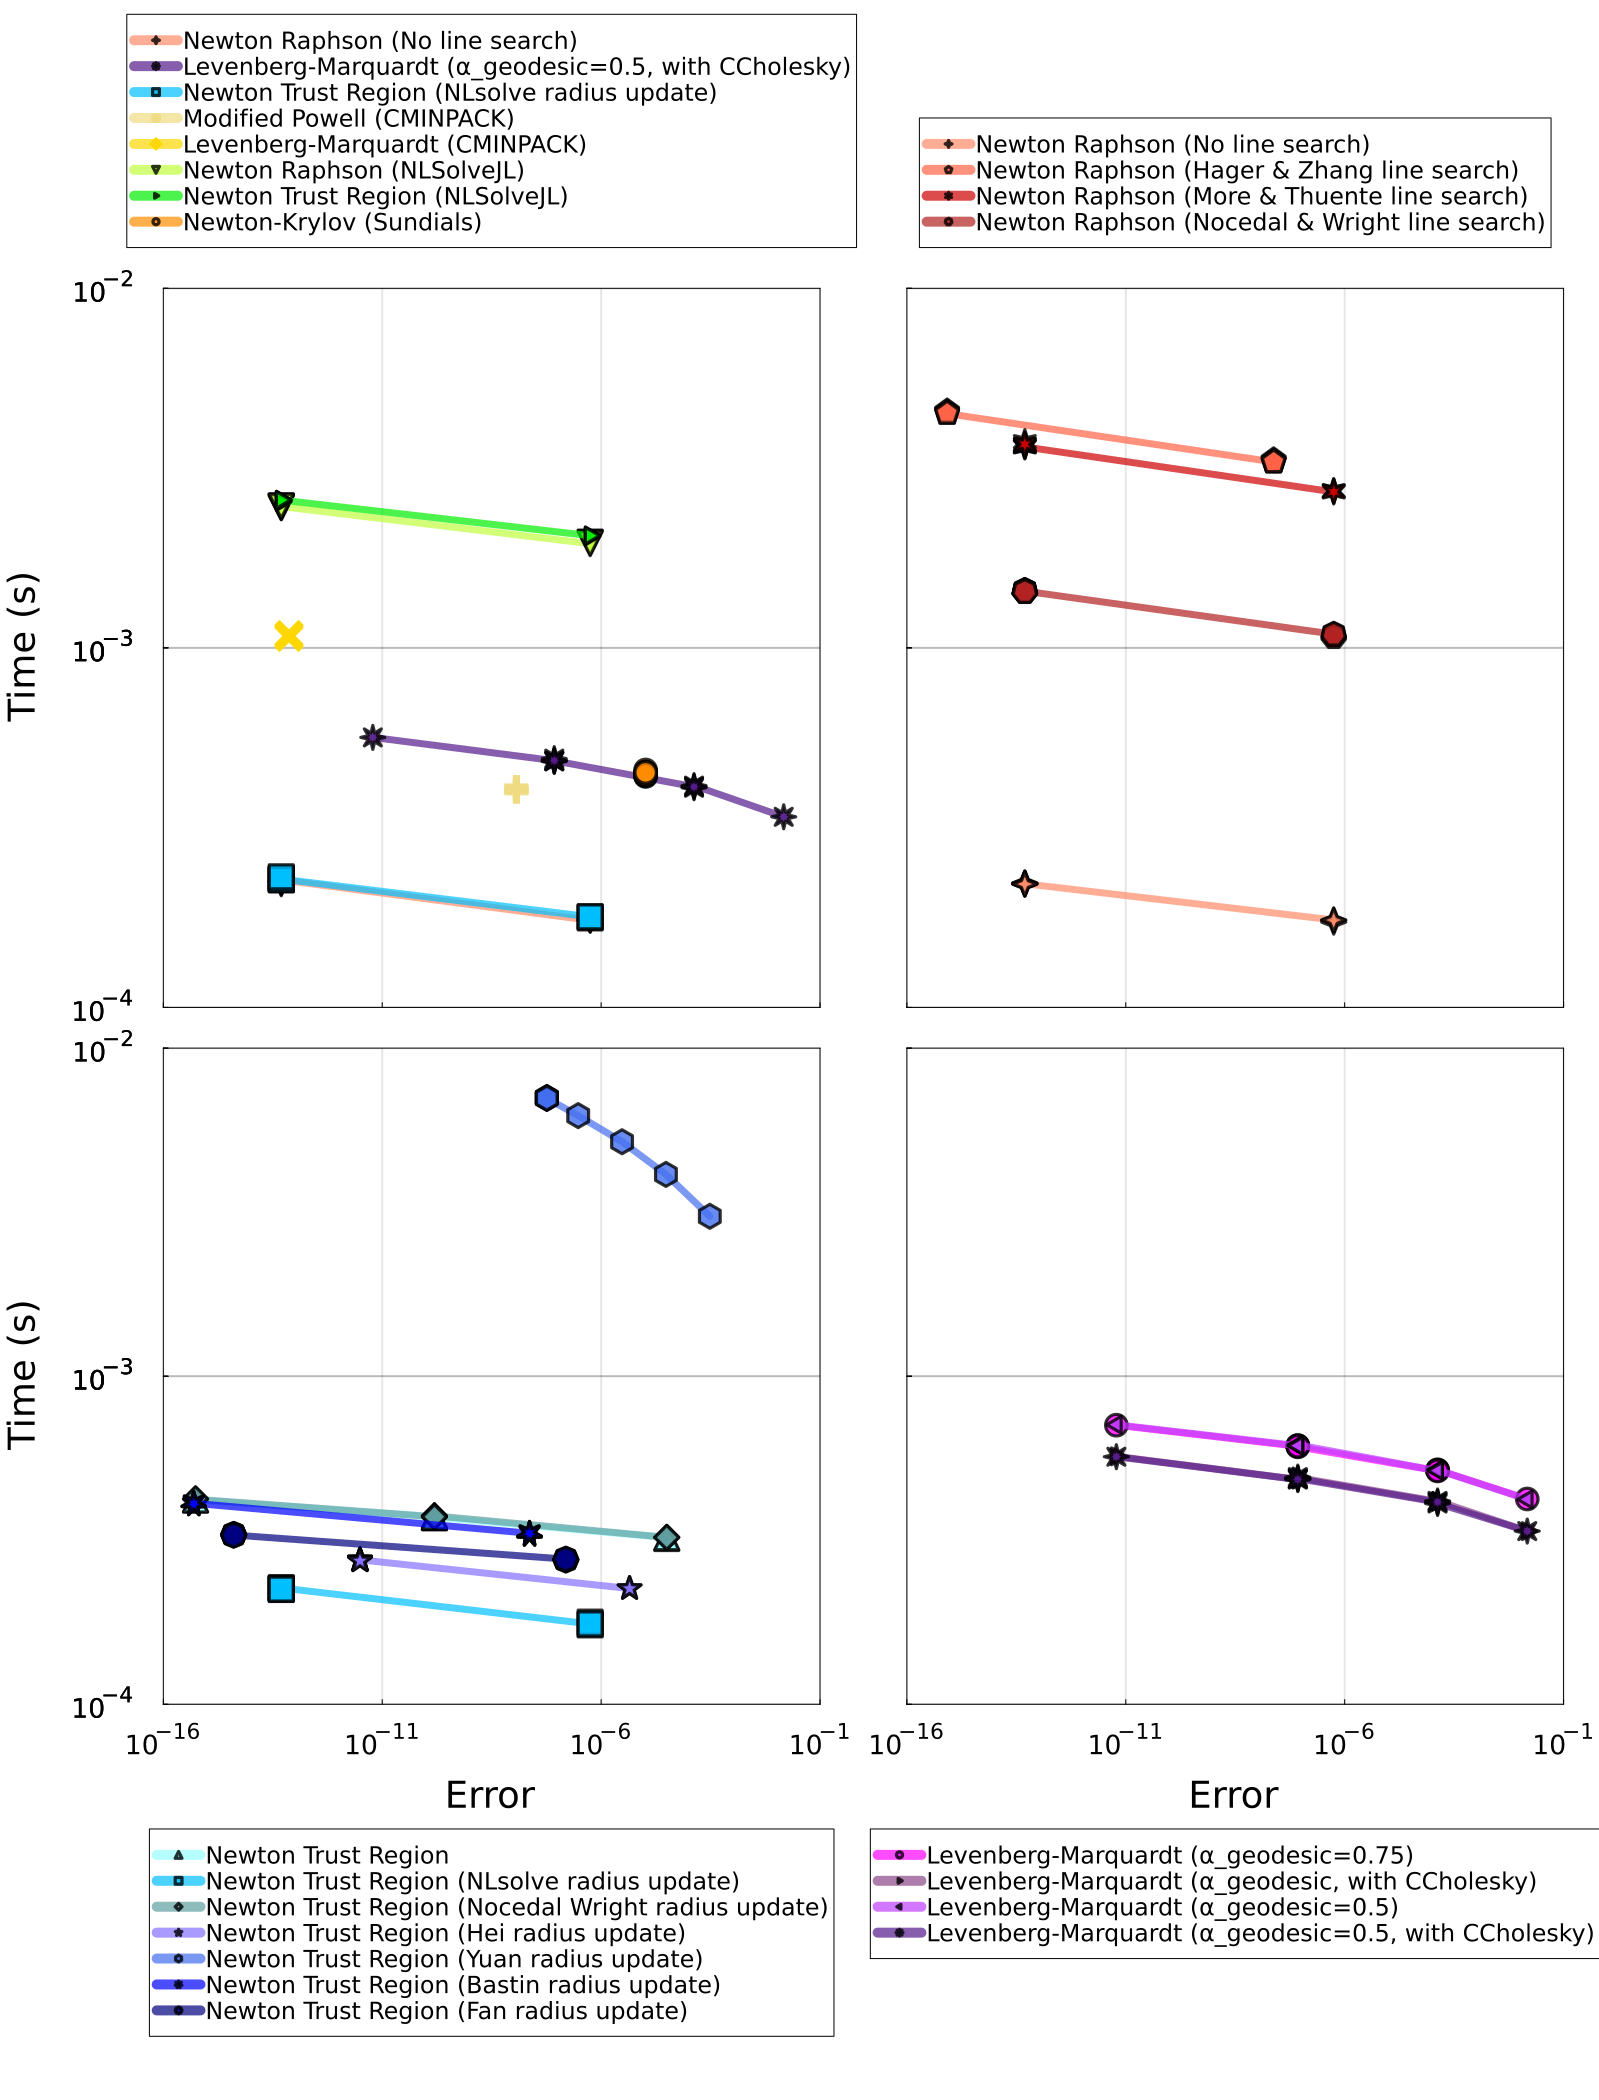 Newton Raphson (No line search)
Levenberg-Marquardt (α_geodesic=0.5, with CCholesky)
Newton Trust Region (NLsolve radius update)
Modified Powell (CMINPACK)
Levenberg-Marquardt (CMINPACK)
Newton Raphson (NLSolveJL)
Newton Trust Region (NLSolveJL)
Newton-Krylov (Sundials)
Newton Raphson (No line search)
Newton Raphson (Hager & Zhang line search)
Newton Raphson (More & Thuente line search)
Newton Raphson (Nocedal & Wright line search)
10⁻²
10⁻³
10⁻⁴
Time (s)
10⁻²
10⁻³
10⁻⁴
Time (s)
10⁻¹⁶ 10⁻¹¹ 10⁻⁶ 10⁻¹
10⁻¹⁶ 10⁻¹¹ 10⁻⁶ 10⁻¹
Error
Error
Newton Trust Region
Newton Trust Region (NLsolve radius update)
Newton Trust Region (Nocedal Wright radius update)
Newton Trust Region (Hei radius update)
Newton Trust Region (Yuan radius update)
Newton Trust Region (Bastin radius update)
Newton Trust Region (Fan radius update)
Levenberg-Marquardt (α_geodesic=0.75)
Levenberg-Marquardt (α_geodesic, with CCholesky)
Levenberg-Marquardt (α_geodesic=0.5)
Levenberg-Marquardt (α_geodesic=0.5, with CCholesky)